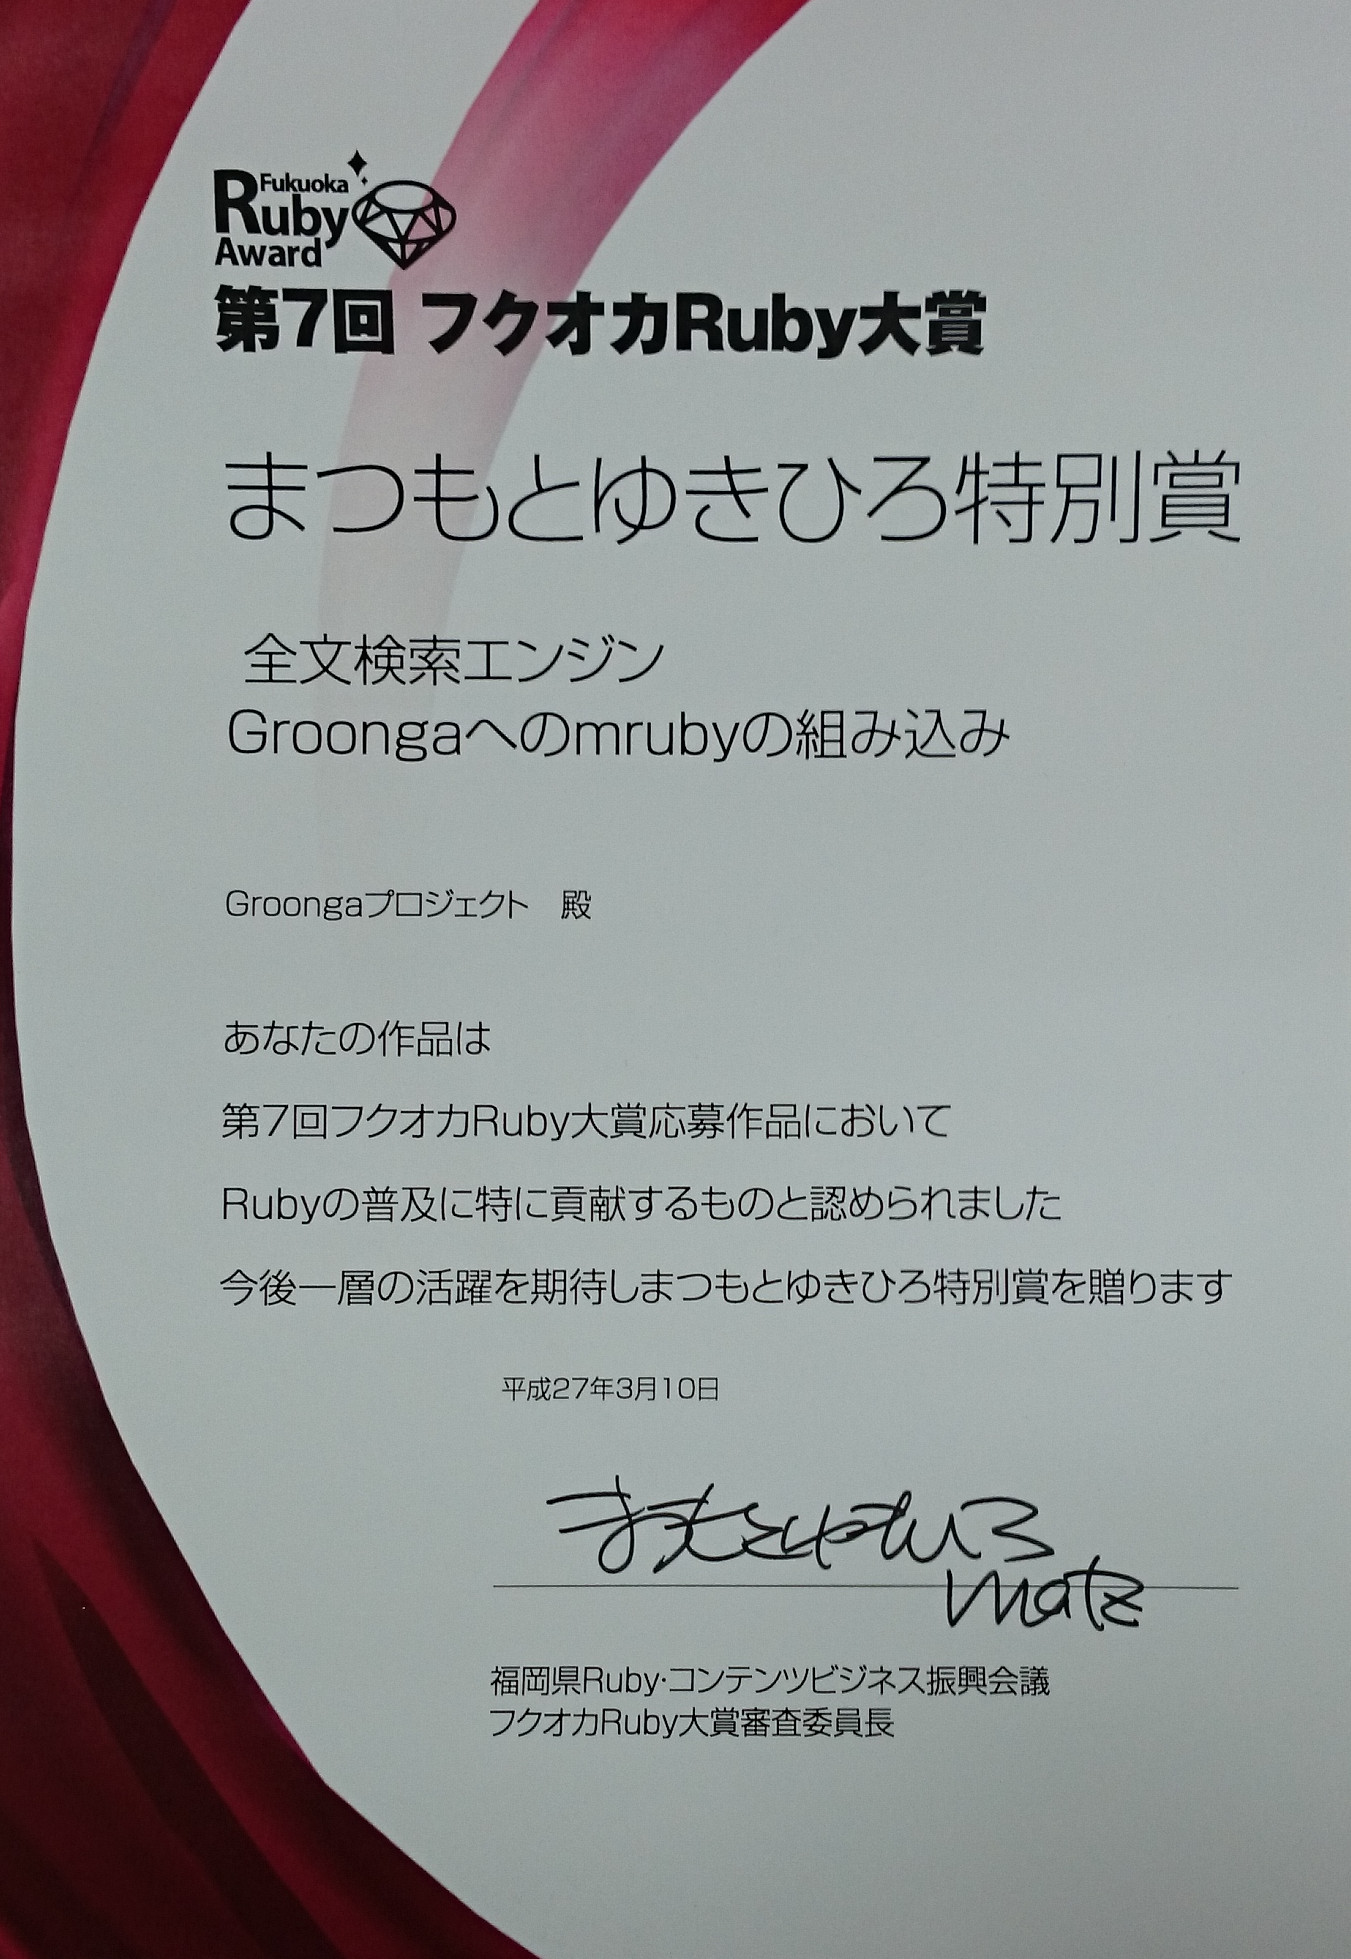 Fukuoka
Ruby
Award
第7回 フクオカRuby大賞
まつもとゆきひろ特別賞
全文検索エンジン
Groongaへのmrubyの組み込み
Groongaプロジェクト　殿
あなたの作品は
第7回フクオカRuby大賞応募作品において
Rubyの普及に特に貢献するものと認められました
今後一層の活躍を期待しまつもとゆきひろ特別賞を贈ります
平成27年3月10日
まつもとゆきひろ
matz
福岡県Ruby·コンテンツビジネス振興会議
フクオカRuby大賞審査委員長